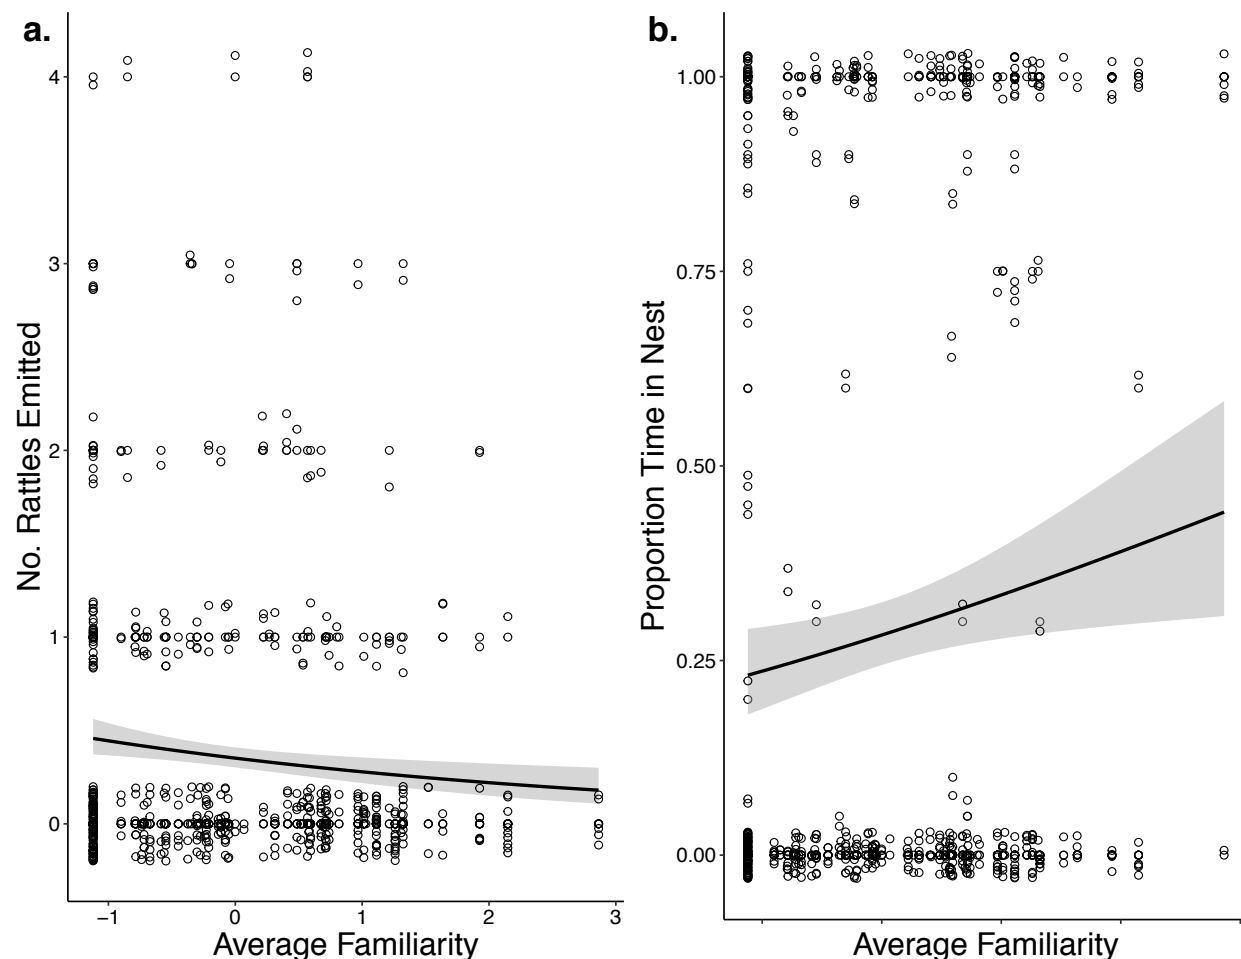 a.
No. Rattles Emitted
4
3
2
1
0
−1 0 1 2 3
Average Familiarity
b.
Proportion Time in Nest
1.00
0.75
0.50
0.25
0.00
Average Familiarity